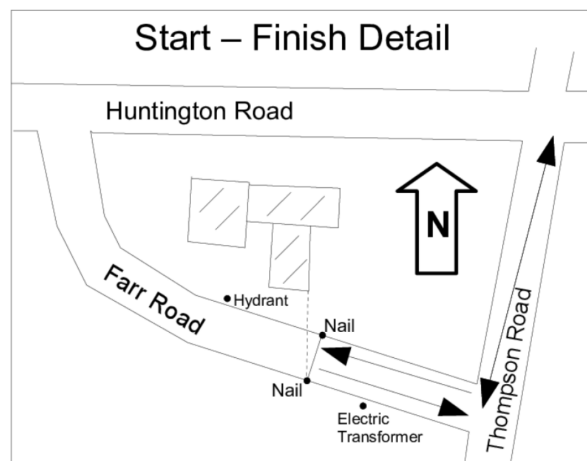 Start – Finish Detail
Huntington Road
N
Farr Road
Hydrant
Nail
Nail
Electric
Transformer
Thompson Road